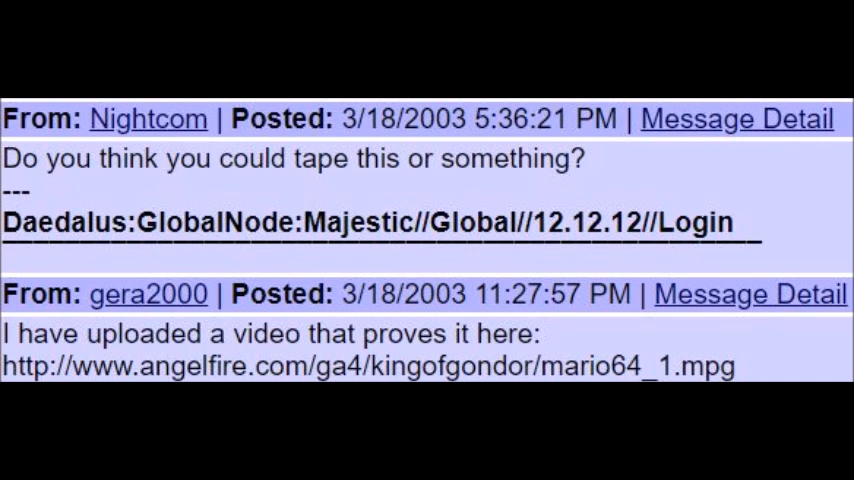 From: Nightcom | Posted: 3/18/2003 5:36:21 PM | Message Detail
Do you think you could tape this or something?
---
Daedalus:GlobalNode:Majestic//Global//12.12.12//Login
From: gera2000 | Posted: 3/18/2003 11:27:57 PM | Message Detail
I have uploaded a video that proves it here:
http://www.angelfire.com/ga4/kingofgondor/mario64_1.mpg